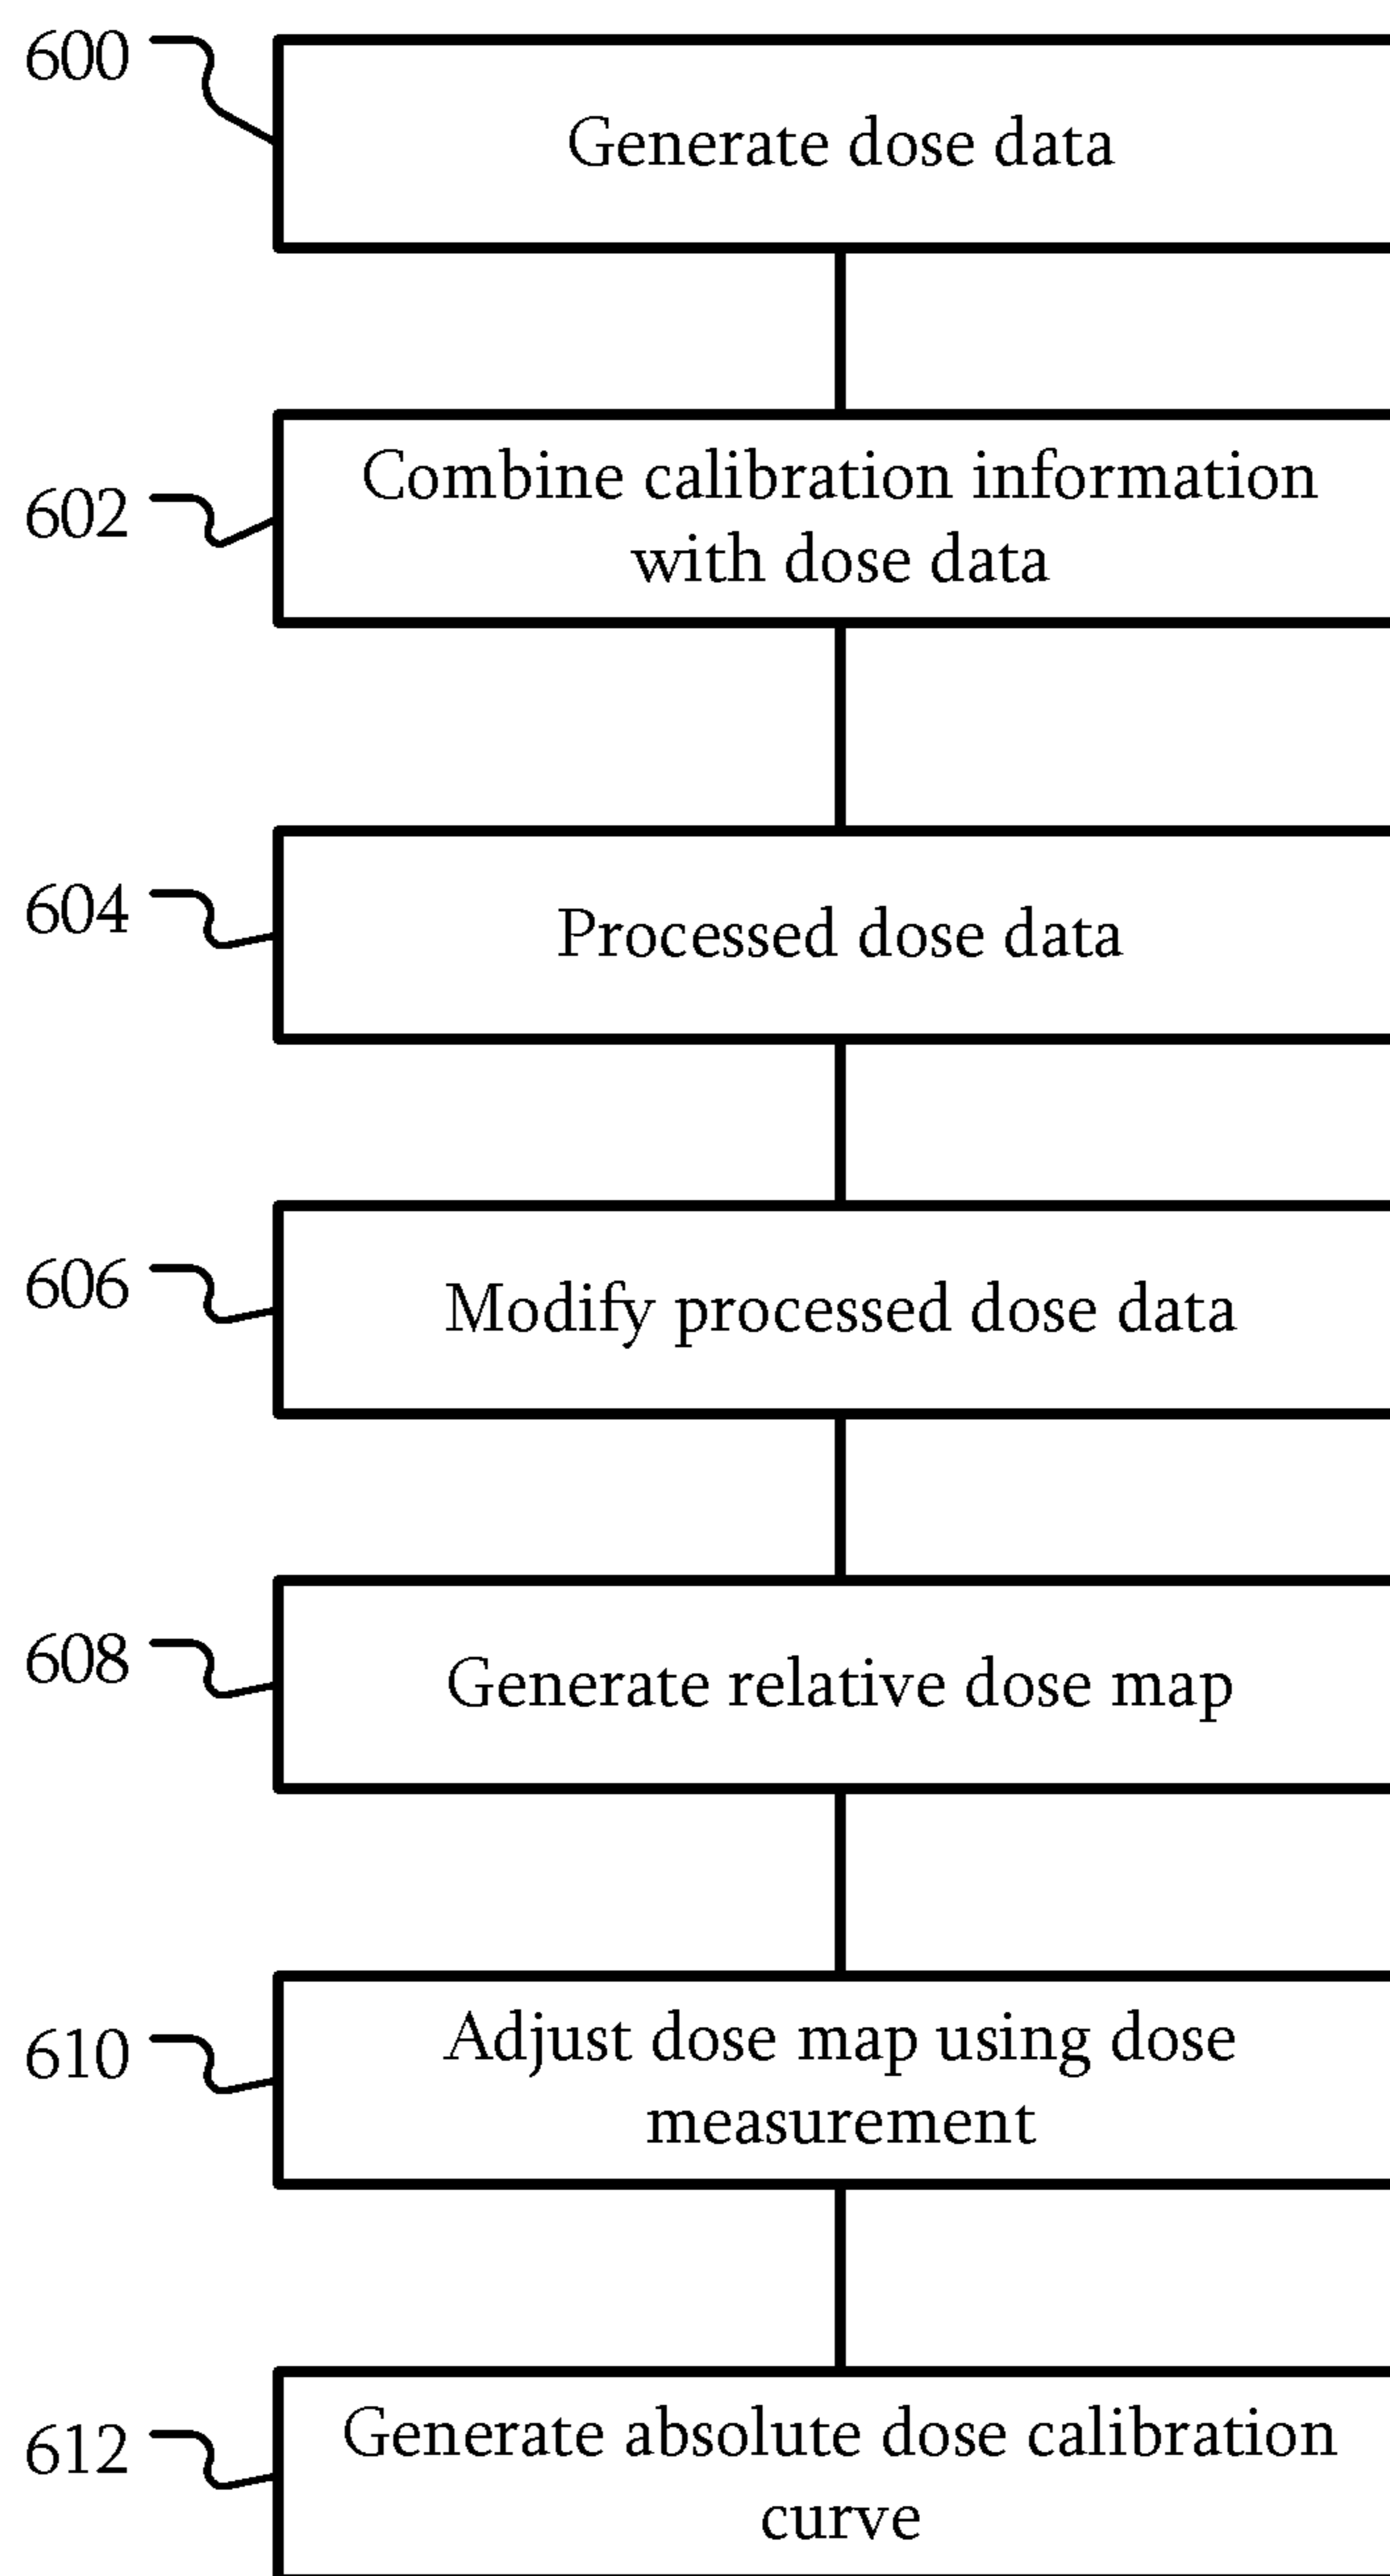 600
Generate dose data
602
Combine calibration information
with dose data
604
Processed dose data
606
Modify processed dose data
608
Generate relative dose map
610
Adjust dose map using dose
measurement
612
Generate absolute dose calibration
curve